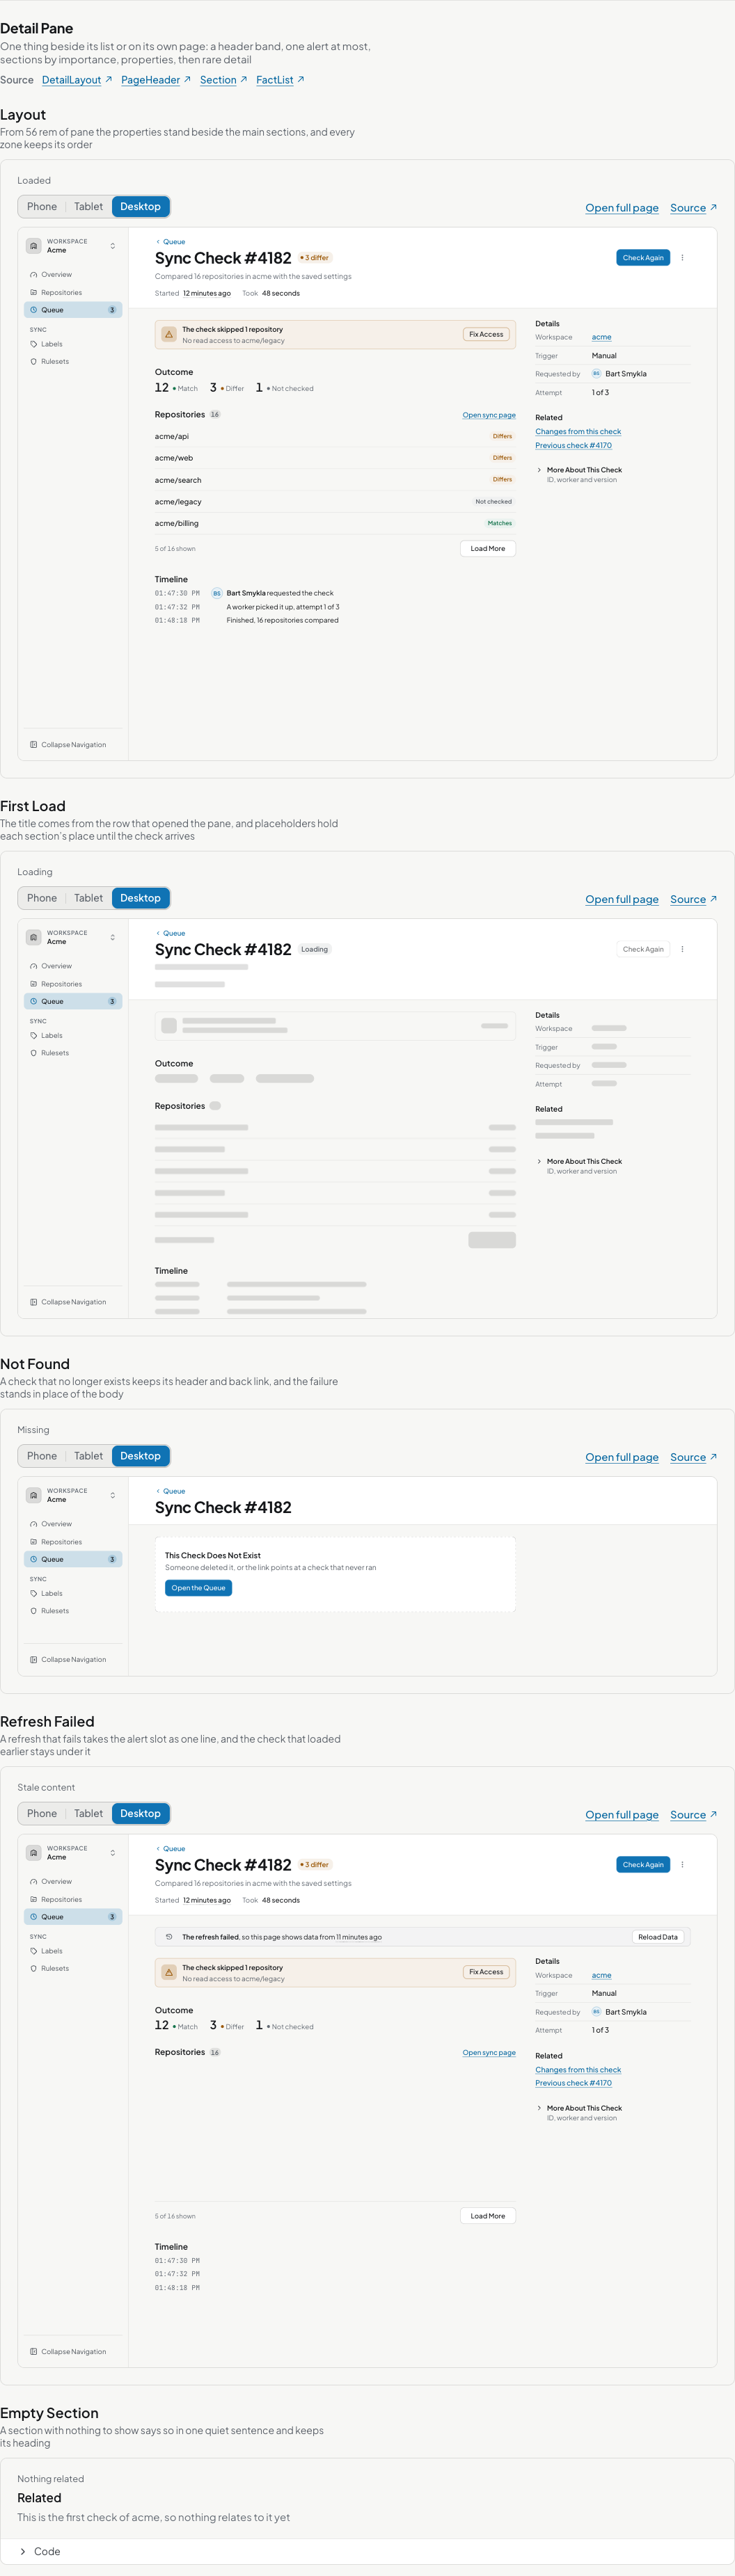 Detail Pane
One thing beside its list or on its own page: a header band, one alert at most,
sections by importance, properties, then rare detail
Source DetailLayout PageHeader Section FactList
Layout
From 56 rem of pane the properties stand beside the main sections, and every
zone keeps its order
Loaded
Phone Tablet Desktop
Open full page Source
WORKSPACE
Acme
Overview
Repositories
Queue 3
SYNC
Labels
Rulesets
Collapse Navigation
Queue
Sync Check #4182 3 differ
Check Again
Compared 16 repositories in acme with the saved settings
Started 12 minutes ago Took 48 seconds
The check skipped 1 repository
No read access to acme/legacy
Fix Access
Outcome
12 Match 3 Differ 1 Not checked
Repositories 16
Open sync page
acme/api Differs
acme/web Differs
acme/search Differs
acme/legacy Not checked
acme/billing Matches
5 of 16 shown
Load More
Timeline
01:47:30 PM BS Bart Smykla requested the check
01:47:32 PM A worker picked it up, attempt 1 of 3
01:48:18 PM Finished, 16 repositories compared
Details
Workspace acme
Trigger Manual
Requested by BS Bart Smykla
Attempt 1 of 3
Related
Changes from this check
Previous check #4170
More About This Check
ID, worker and version
First Load
The title comes from the row that opened the pane, and placeholders hold
each section's place until the check arrives
Loading
Phone Tablet Desktop
Open full page Source
WORKSPACE
Acme
Overview
Repositories
Queue 3
SYNC
Labels
Rulesets
Collapse Navigation
Queue
Sync Check #4182 Loading
Check Again
Outcome
Repositories
Timeline
Details
Workspace
Trigger
Requested by
Attempt
Related
More About This Check
ID, worker and version
Not Found
A check that no longer exists keeps its header and back link, and the failure
stands in place of the body
Missing
Phone Tablet Desktop
Open full page Source
WORKSPACE
Acme
Overview
Repositories
Queue 3
SYNC
Labels
Rulesets
Collapse Navigation
Queue
Sync Check #4182
This Check Does Not Exist
Someone deleted it, or the link points at a check that never ran
Open the Queue
Refresh Failed
A refresh that fails takes the alert slot as one line, and the check that loaded
earlier stays under it
Stale content
Phone Tablet Desktop
Open full page Source
WORKSPACE
Acme
Overview
Repositories
Queue 3
SYNC
Labels
Rulesets
Collapse Navigation
Queue
Sync Check #4182 3 differ
Check Again
Compared 16 repositories in acme with the saved settings
Started 12 minutes ago Took 48 seconds
The refresh failed, so this page shows data from 11 minutes ago
Reload Data
The check skipped 1 repository
No read access to acme/legacy
Fix Access
Outcome
12 Match 3 Differ 1 Not checked
Repositories 16
Open sync page
5 of 16 shown
Load More
Timeline
01:47:30 PM
01:47:32 PM
01:48:18 PM
Details
Workspace acme
Trigger Manual
Requested by BS Bart Smykla
Attempt 1 of 3
Related
Changes from this check
Previous check #4170
More About This Check
ID, worker and version
Empty Section
A section with nothing to show says so in one quiet sentence and keeps
its heading
Nothing related
Related
This is the first check of acme, so nothing relates to it yet
Code